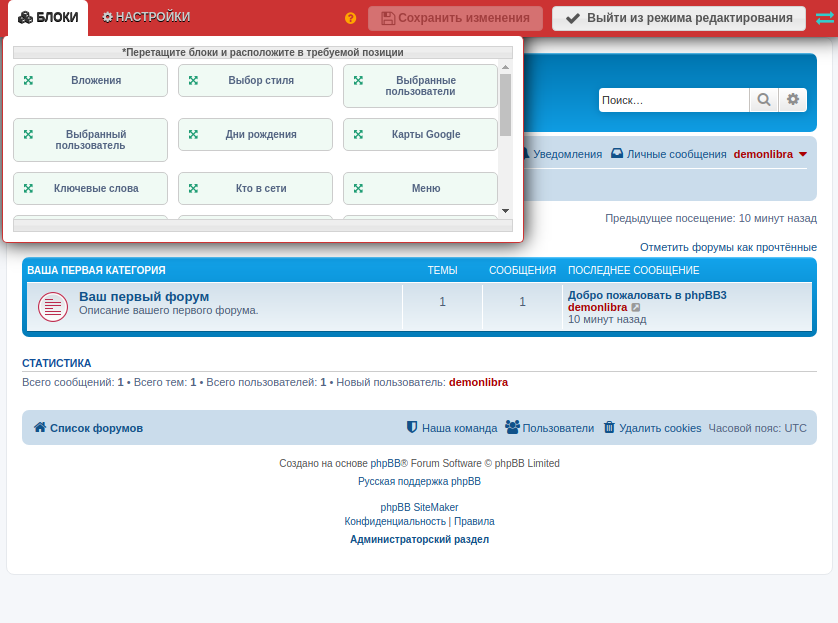 БЛОКИ
НАСТРОЙКИ
?
Сохранить изменения
Выйти из режима редактирования
*Перетащите блоки и расположите в требуемой позиции
Вложения
Выбор стиля
Выбранные
пользователи
Выбранный
пользователь
Дни рождения
Карты Google
Ключевые слова
Кто в сети
Меню
Поиск…
Уведомления
Личные сообщения
demonlibra
Предыдущее посещение: 10 минут назад
Отметить форумы как прочтённые
ВАША ПЕРВАЯ КАТЕГОРИЯ ТЕМЫ СООБЩЕНИЯ ПОСЛЕДНЕЕ СООБЩЕНИЕ
Ваш первый форум
Описание вашего первого форума.
1
1
Добро пожаловать в phpBB3
demonlibra
10 минут назад
СТАТИСТИКА
Всего сообщений: 1 • Всего тем: 1 • Всего пользователей: 1 • Новый пользователь: demonlibra
Список форумов
Наша команда
Пользователи
Удалить cookies
Часовой пояс: UTC
Создано на основе phpBB® Forum Software © phpBB Limited
Русская поддержка phpBB
phpBB SiteMaker
Конфиденциальность | Правила
Администраторский раздел